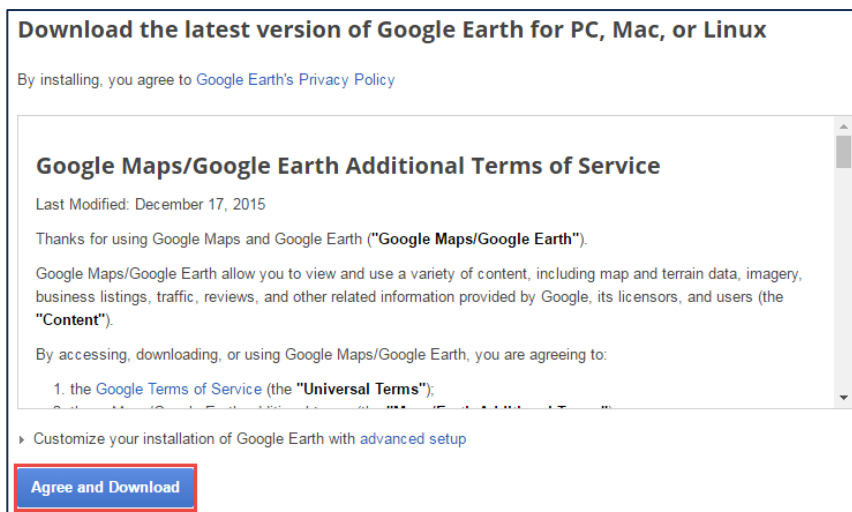 Download the latest version of Google Earth for PC, Mac, or Linux
By installing, you agree to Google Earth's Privacy Policy
Google Maps/Google Earth Additional Terms of Service
Last Modified: December 17, 2015
Thanks for using Google Maps and Google Earth ("Google Maps/Google Earth").
Google Maps/Google Earth allow you to view and use a variety of content, including map and terrain data, imagery,
business listings, traffic, reviews, and other related information provided by Google, its licensors, and users (the
"Content").
By accessing, downloading, or using Google Maps/Google Earth, you are agreeing to:
1. the Google Terms of Service (the "Universal Terms");
Customize your installation of Google Earth with advanced setup
Agree and Download